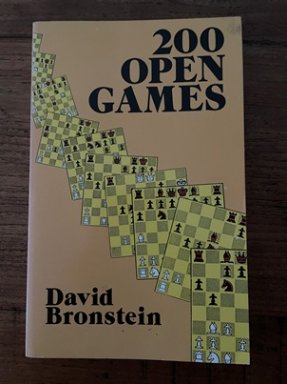 200
OPEN
GAMES
David
Bronstein